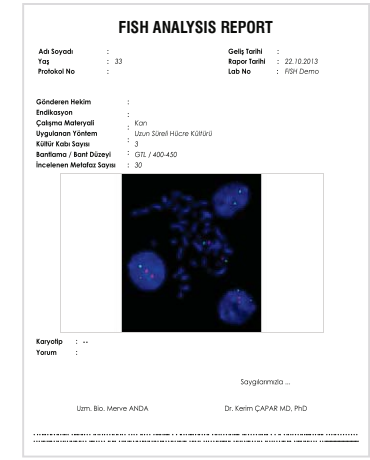 FISH ANALYSIS REPORT
Adı Soyadı :
Yaş : 33
Protokol No :
Geliş Tarihi :
Rapor Tarihi : 22.10.2013
Lab No : FISH Demo
Gönderen Hekim :
Endikasyon :
Çalışma Materyali : Kan
Uygulanan Yöntem : Uzun Süreli Hücre Kültürü
Kültür Kabı Sayısı : 3
Bantlama / Bant Düzeyi : GTL / 400-450
İncelenen Metafaz Sayısı : 30
Karyotip : --
Yorum :
Saygılarımızla ...
Uzm. Bio. Merve ANDA
Dr. Kerim ÇAPAR MD, PhD